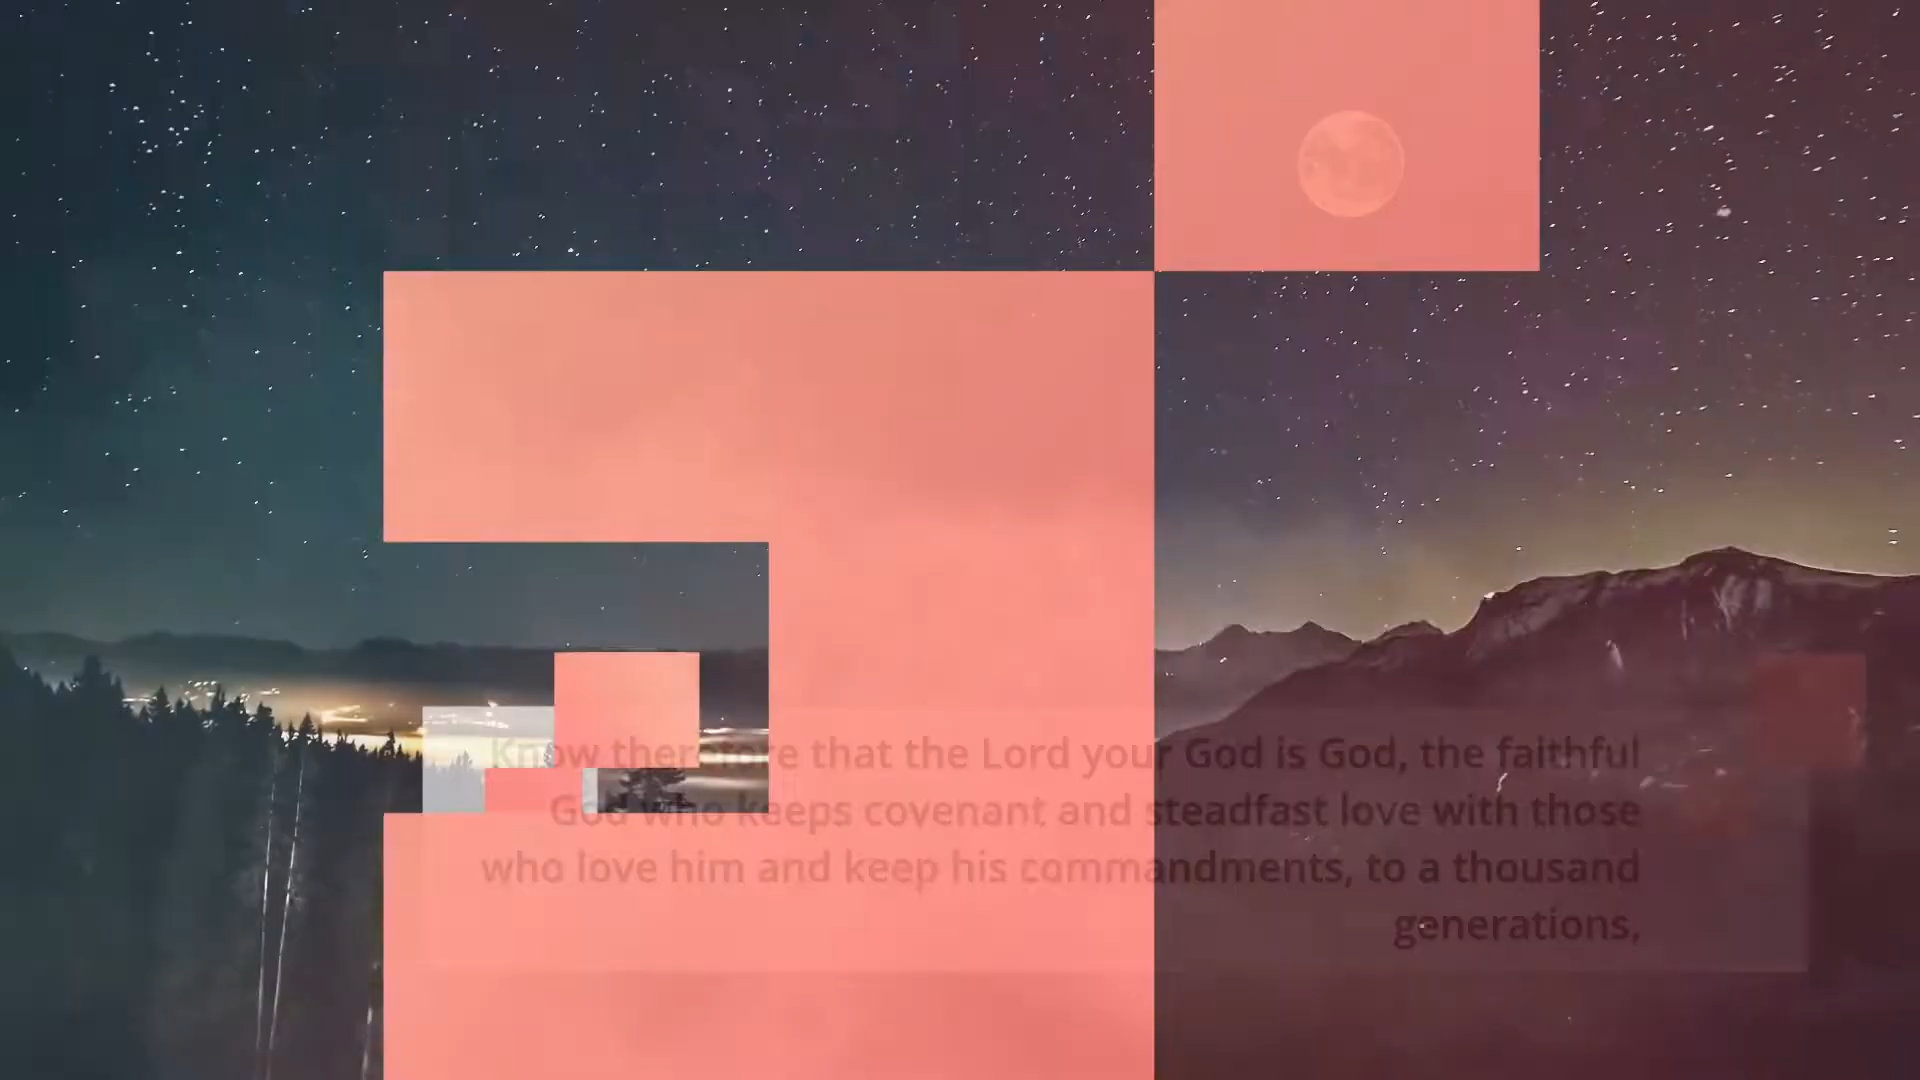 Know therefore that the Lord your God is God, the faithful
God who keeps covenant and steadfast love with those
who love him and keep his commandments, to a thousand
generations,